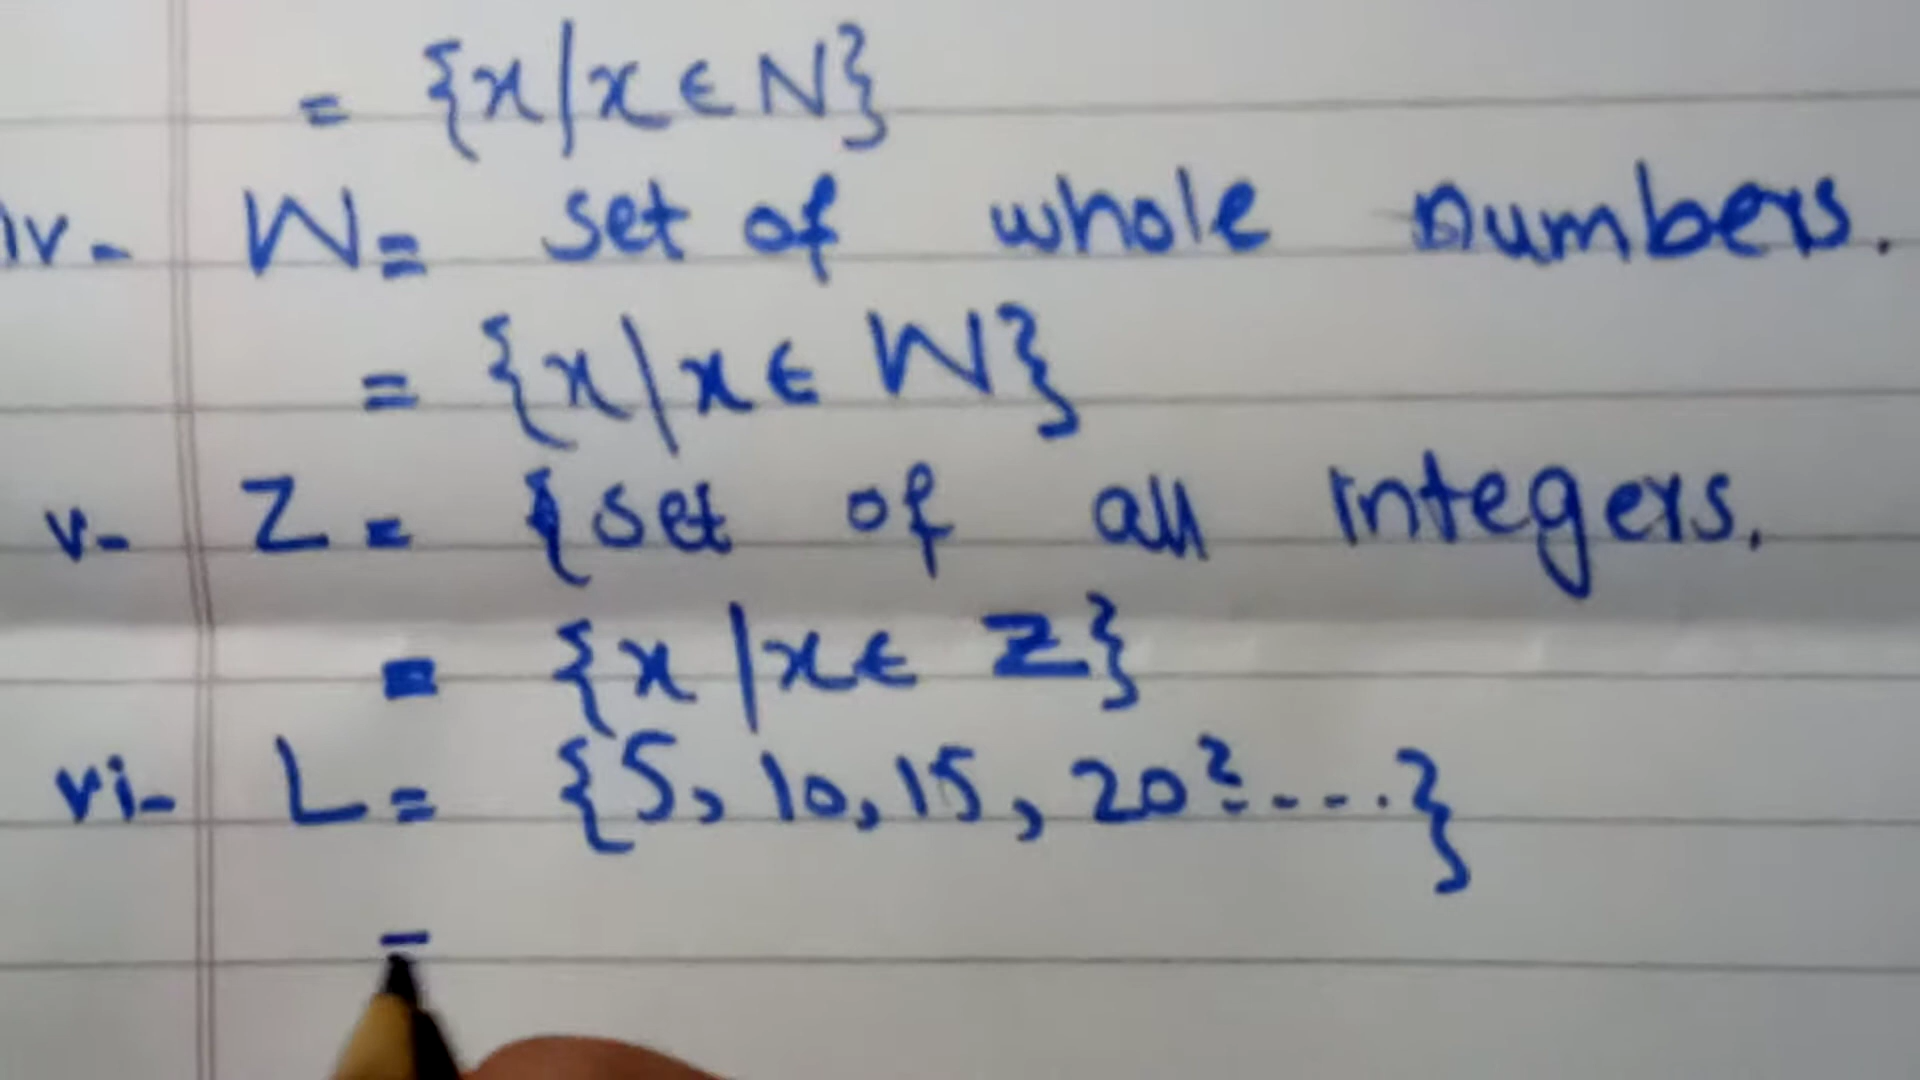 = {x/x ∈ N}
iv- W= set of whole numbers.
= {x\x ∈ W}
v- Z = {set of all integers.
= {x/x ∈ Z}
vi- L= {5, 10, 15, 20?----.}
-